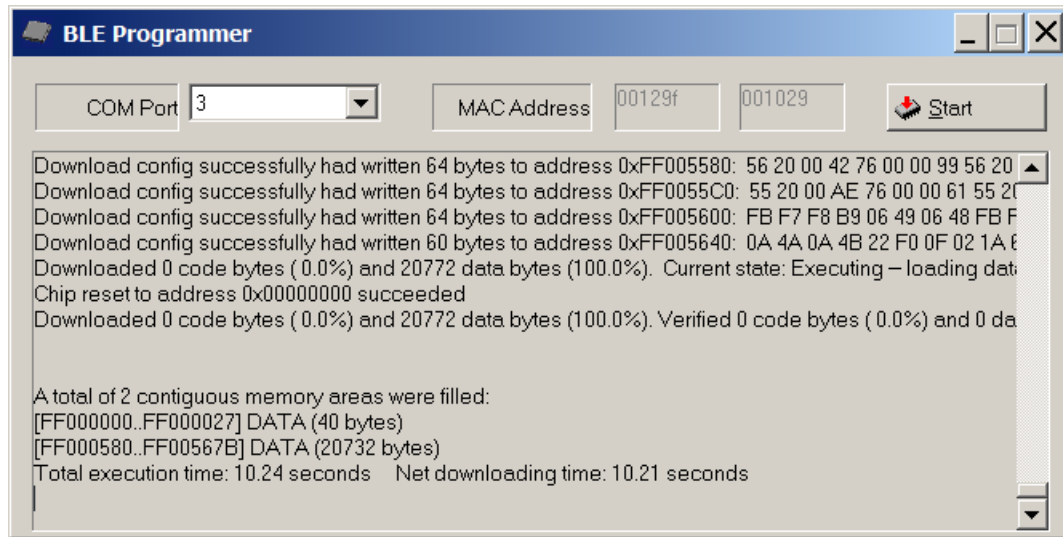 BLE Programmer
COM Port 3 MAC Address 00129f 001029 Start
Download config successfully had written 64 bytes to address 0xFF005580: 56 20 00 42 76 00 00 99 56 20
Download config successfully had written 64 bytes to address 0xFF0055C0: 55 20 00 AE 76 00 00 61 55 20
Download config successfully had written 64 bytes to address 0xFF005600: FB F7 F8 B9 06 49 06 48 FB F
Download config successfully had written 60 bytes to address 0xFF005640: 0A 4A 0A 4B 22 F0 0F 02 1A
Downloaded 0 code bytes ( 0.0%) and 20772 data bytes (100.0%). Current state: Executing – loading dat
Chip reset to address 0x00000000 succeeded
Downloaded 0 code bytes ( 0.0%) and 20772 data bytes (100.0%). Verified 0 code bytes ( 0.0%) and 0 da
A total of 2 contiguous memory areas were filled:
[FF000000..FF000027] DATA (40 bytes)
[FF000580..FF00567B] DATA (20732 bytes)
Total execution time: 10.24 seconds Net downloading time: 10.21 seconds